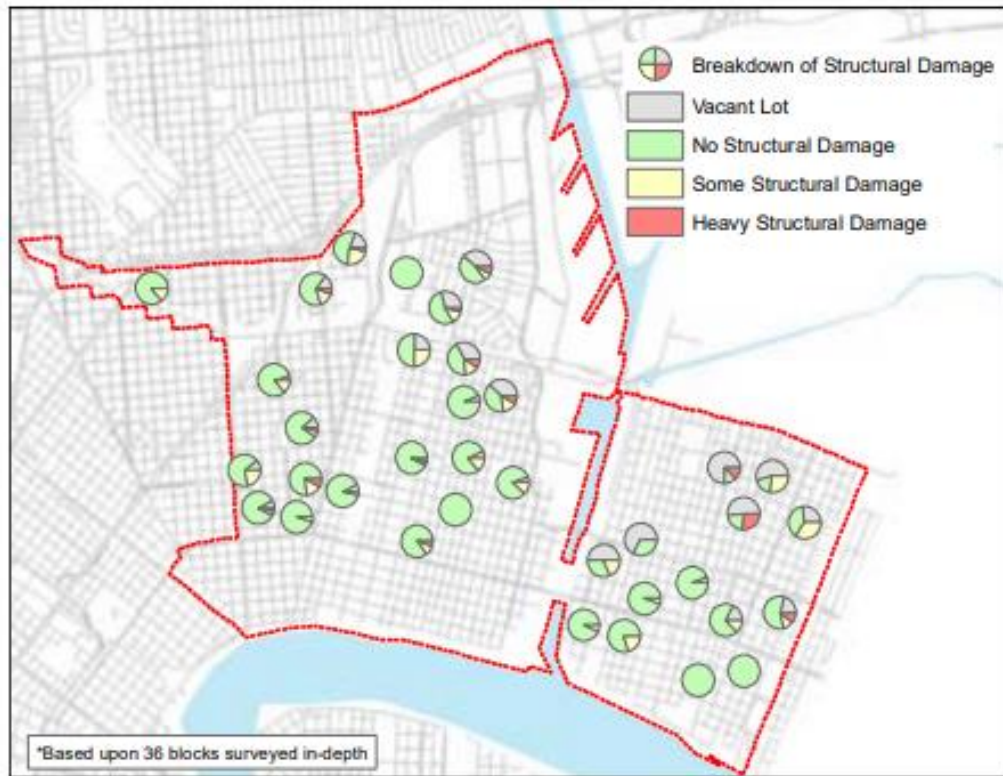 Breakdown of Structural Damage
Vacant Lot
No Structural Damage
Some Structural Damage
Heavy Structural Damage
*Based upon 36 blocks surveyed in-depth